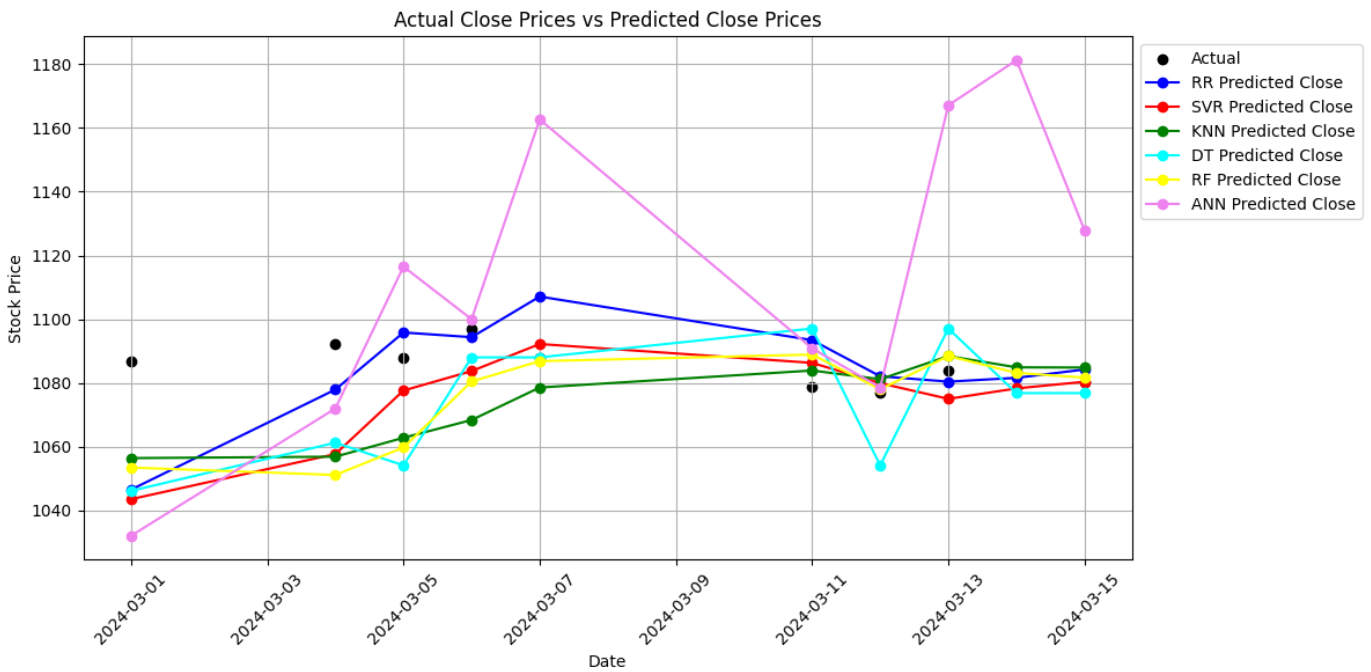 Actual Close Prices vs Predicted Close Prices
1180
1160
1140
1120
1100
1080
1060
1040
Stock Price
2024-03-01
2024-03-03
2024-03-05
2024-03-07
2024-03-09
2024-03-11
2024-03-13
2024-03-15
Date
Actual
RR Predicted Close
SVR Predicted Close
KNN Predicted Close
DT Predicted Close
RF Predicted Close
ANN Predicted Close